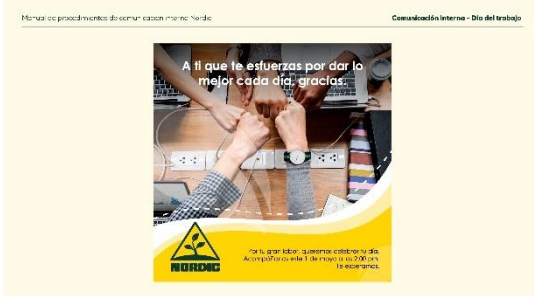 Manual de procedimientos de comunicación interna Nordic
Comunicación Interna - Día del trabajo
A ti que te esfuerzas por dar lo
mejor cada día, gracias.
NORDIC
Por tu gran labor, queremos celebrar tu día.
Acompáñanos este 1 de mayo a las 2:00 pm.
Te esperamos.